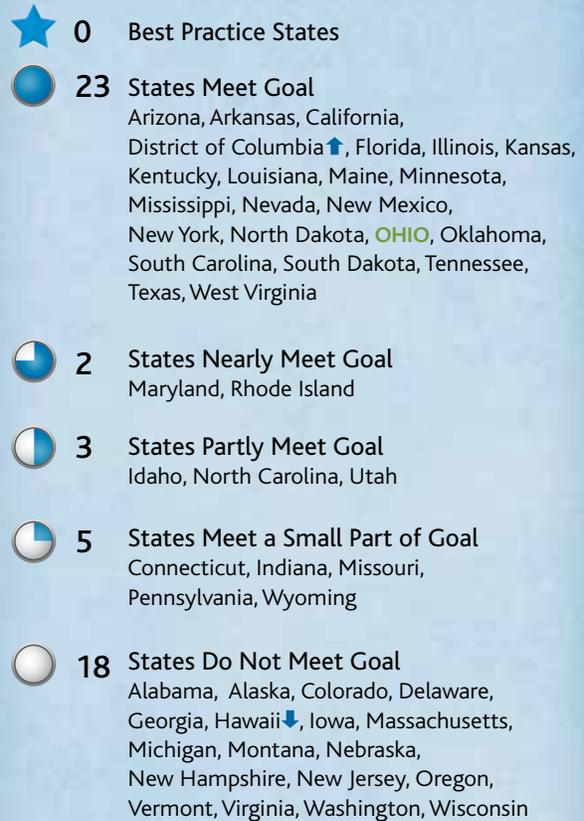 0 Best Practice States
23 States Meet Goal
Arizona, Arkansas, California,
District of Columbia⬆, Florida, Illinois, Kansas,
Kentucky, Louisiana, Maine, Minnesota,
Mississippi, Nevada, New Mexico,
New York, North Dakota, OHIO, Oklahoma,
South Carolina, South Dakota, Tennessee,
Texas, West Virginia
2 States Nearly Meet Goal
Maryland, Rhode Island
3 States Partly Meet Goal
Idaho, North Carolina, Utah
5 States Meet a Small Part of Goal
Connecticut, Indiana, Missouri,
Pennsylvania, Wyoming
18 States Do Not Meet Goal
Alabama, Alaska, Colorado, Delaware,
Georgia, Hawaii⬇, Iowa, Massachusetts,
Michigan, Montana, Nebraska,
New Hampshire, New Jersey, Oregon,
Vermont, Virginia, Washington, Wisconsin